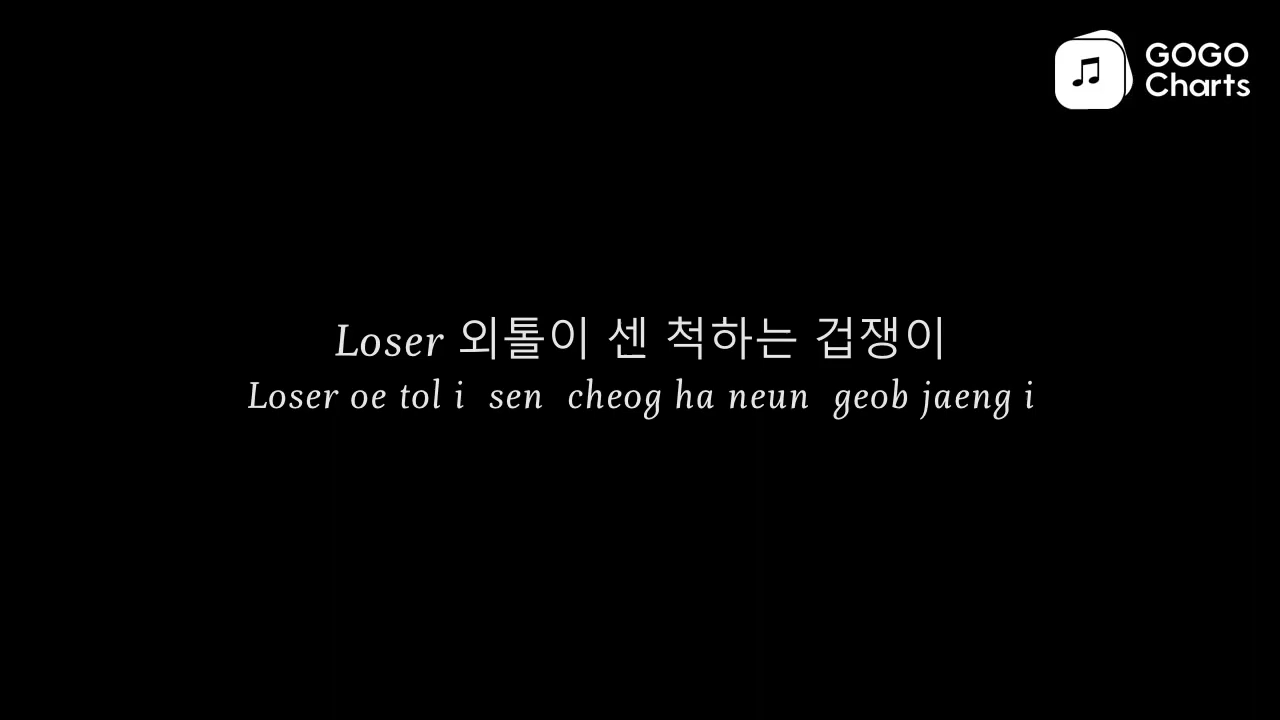 GOGO
Charts
Loser 외톨이 센 척하는 겁쟁이
Loser oe tol i sen cheog ha neun geob jaeng i